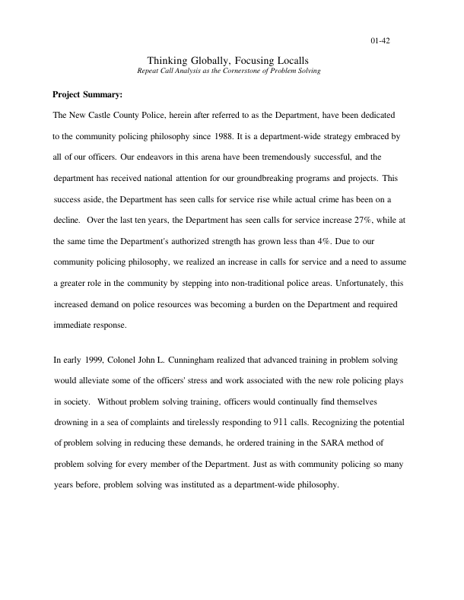 01-42
Thinking Globally, Focusing Localls
Repeat Call Analysis as the Cornerstone of Problem Solving
Project Summary:
The New Castle County Police, herein after referred to as the Department, have been dedicated
to the community policing philosophy since 1988. It is a department-wide strategy embraced by
all of our officers. Our endeavors in this arena have been tremendously successful, and the
department has received national attention for our groundbreaking programs and projects. This
success aside, the Department has seen calls for service rise while actual crime has been on a
decline. Over the last ten years, the Department has seen calls for service increase 27%, while at
the same time the Department's authorized strength has grown less than 4%. Due to our
community policing philosophy, we realized an increase in calls for service and a need to assume
a greater role in the community by stepping into non-traditional police areas. Unfortunately, this
increased demand on police resources was becoming a burden on the Department and required
immediate response.
In early 1999, Colonel John L. Cunningham realized that advanced training in problem solving
would alleviate some of the officers' stress and work associated with the new role policing plays
in society. Without problem solving training, officers would continually find themselves
drowning in a sea of complaints and tirelessly responding to 911 calls. Recognizing the potential
of problem solving in reducing these demands, he ordered training in the SARA method of
problem solving for every member of the Department. Just as with community policing so many
years before, problem solving was instituted as a department-wide philosophy.